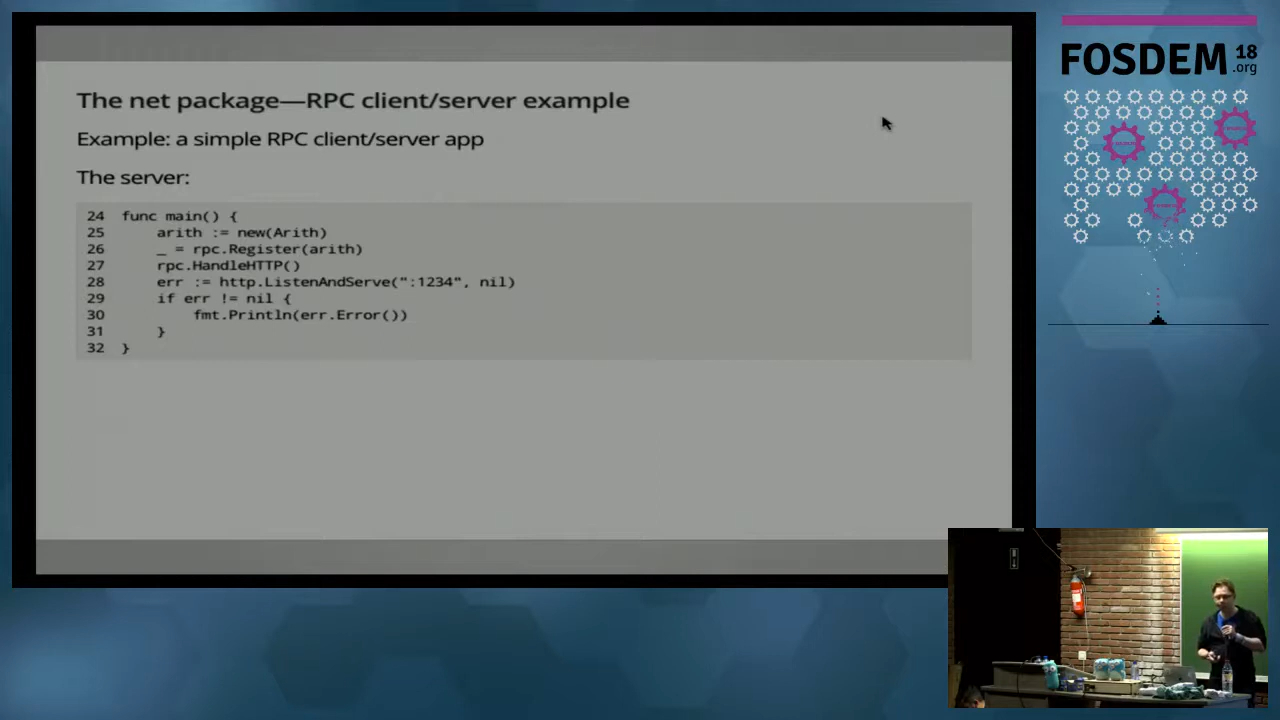 The net package—RPC client/server example
Example: a simple RPC client/server app
The server:
24 func main() {
25 arith := new(Arith)
26 _ = rpc.Register(arith)
27 rpc.HandleHTTP()
28 err := http.ListenAndServe(":1234", nil)
29 if err != nil {
30 fmt.Println(err.Error())
31 }
32 }
FOSDEM 18
.org